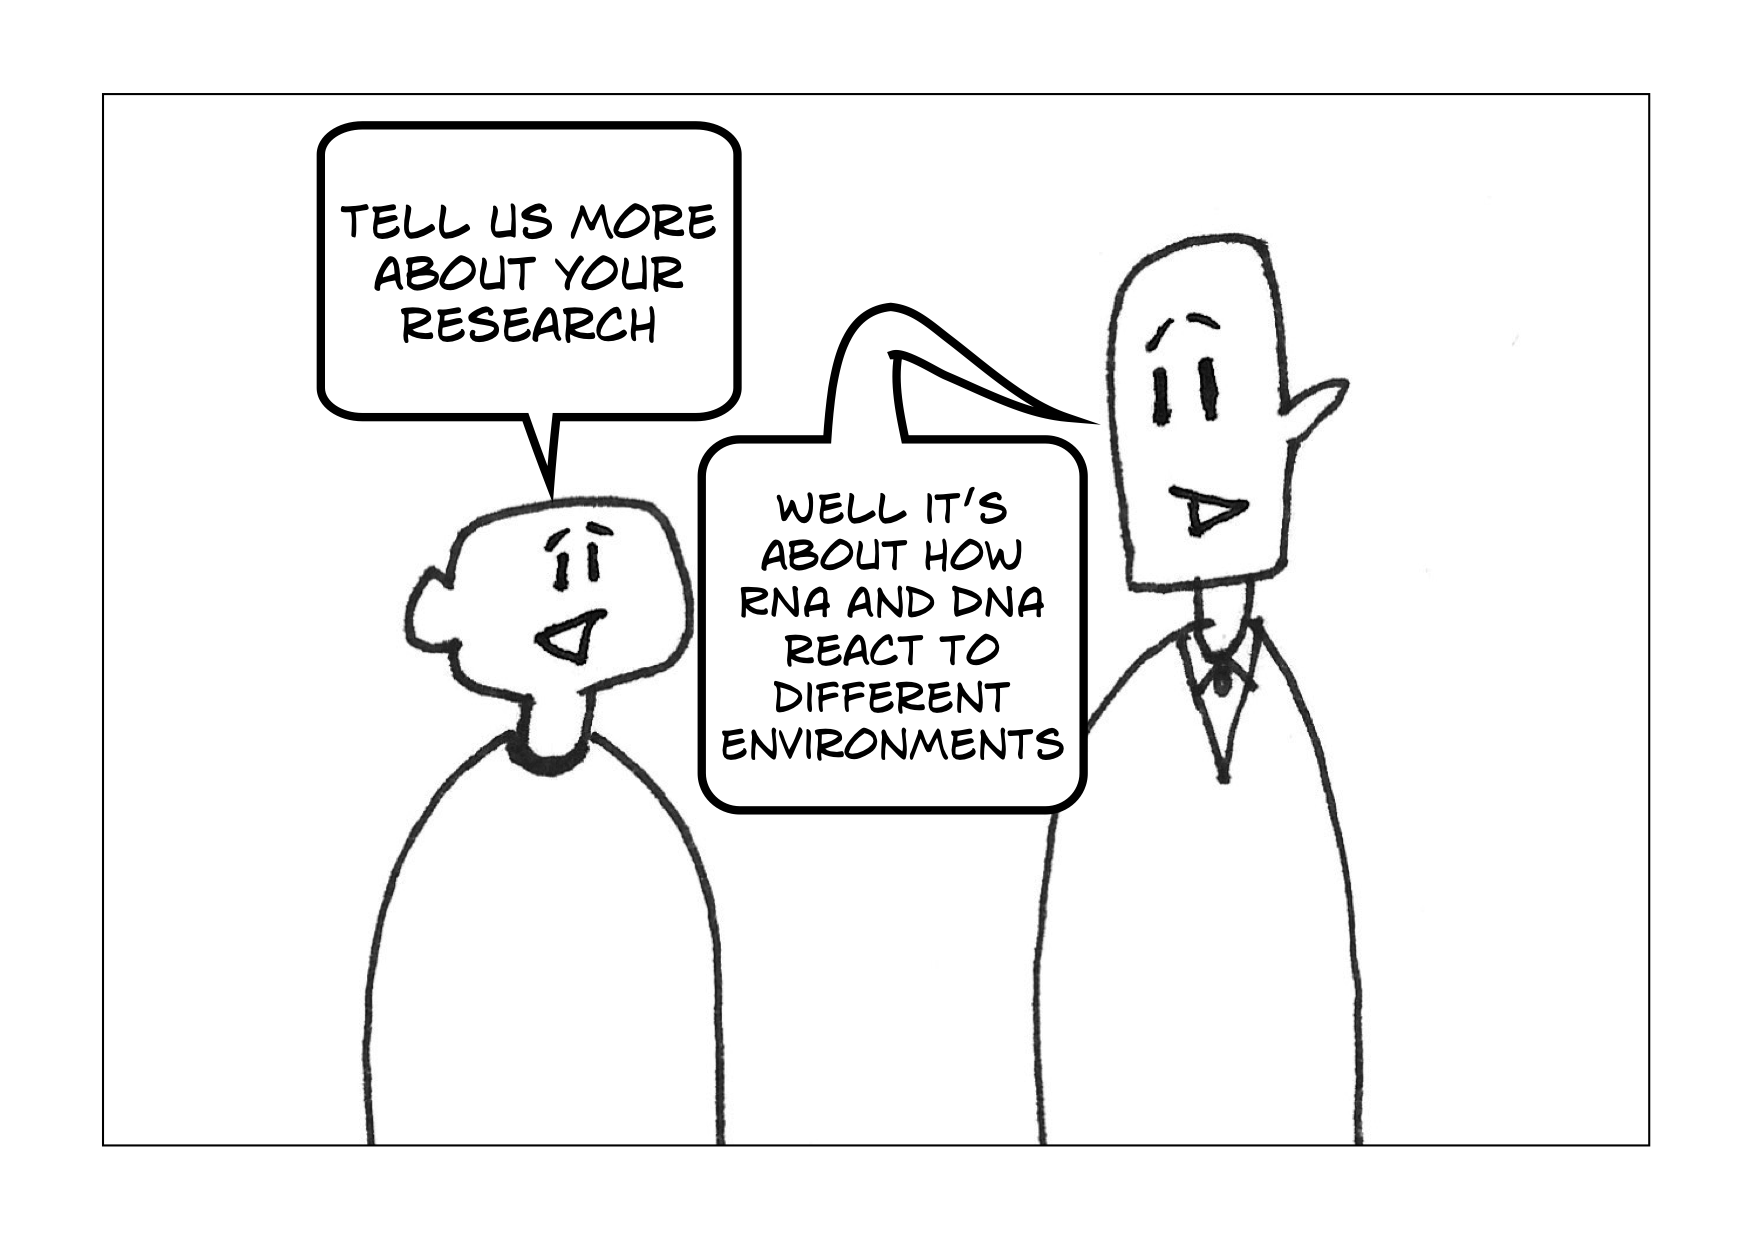 TELL US MORE
ABOUT YOUR
RESEARCH
WELL IT'S
ABOUT HOW
RNA AND DNA
REACT TO
DIFFERENT
ENVIRONMENTS